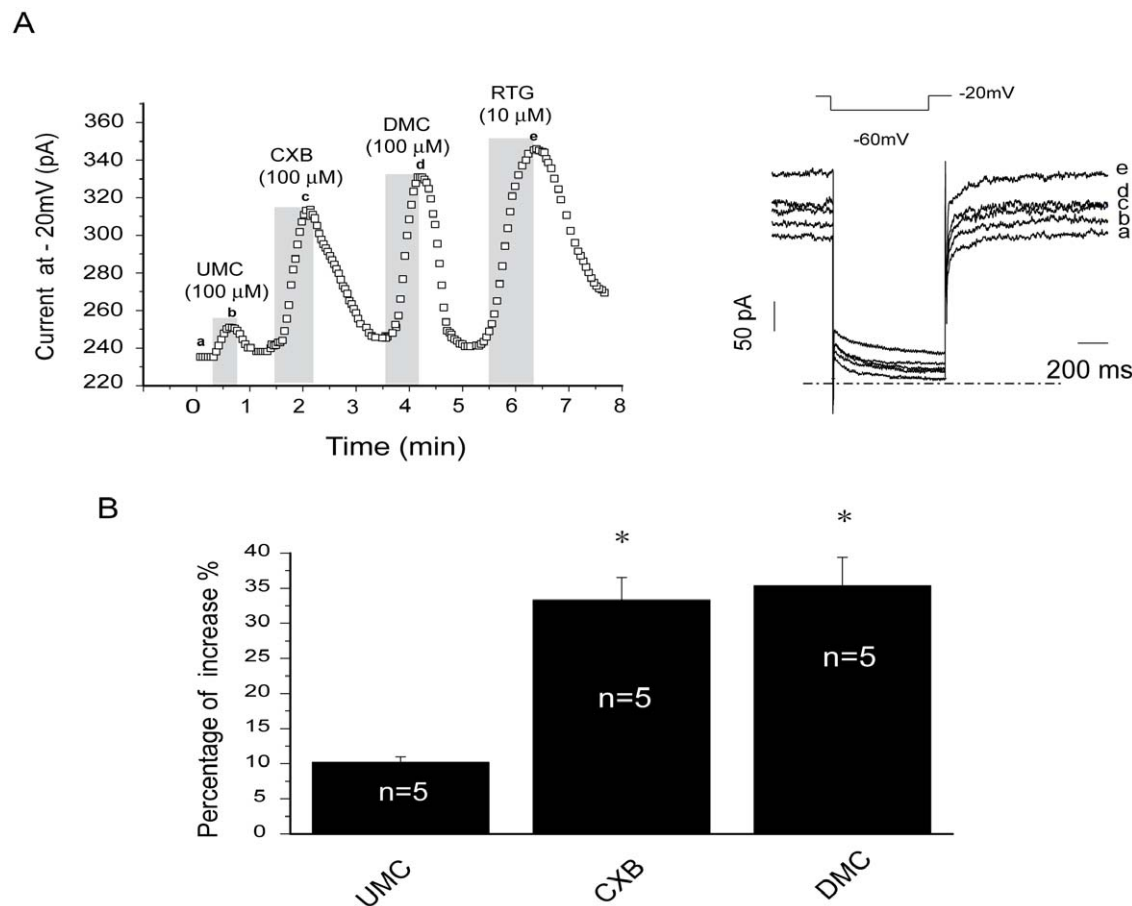 A
Current at - 20mV (pA)
360
340
320
300
280
260
240
220
0 1 2 3 4 5 6 7 8
Time (min)
a
UMC
(100 μM)
b
CXB
(100 μM)
c
DMC
(100 μM)
d
RTG
(10 μM)
e
-20mV
-60mV
e
d
c
b
a
50 pA
200 ms
B
Percentage of increase %
40
35
30
25
20
15
10
5
0
n=5
*
n=5
*
n=5
UMC
CXB
DMC